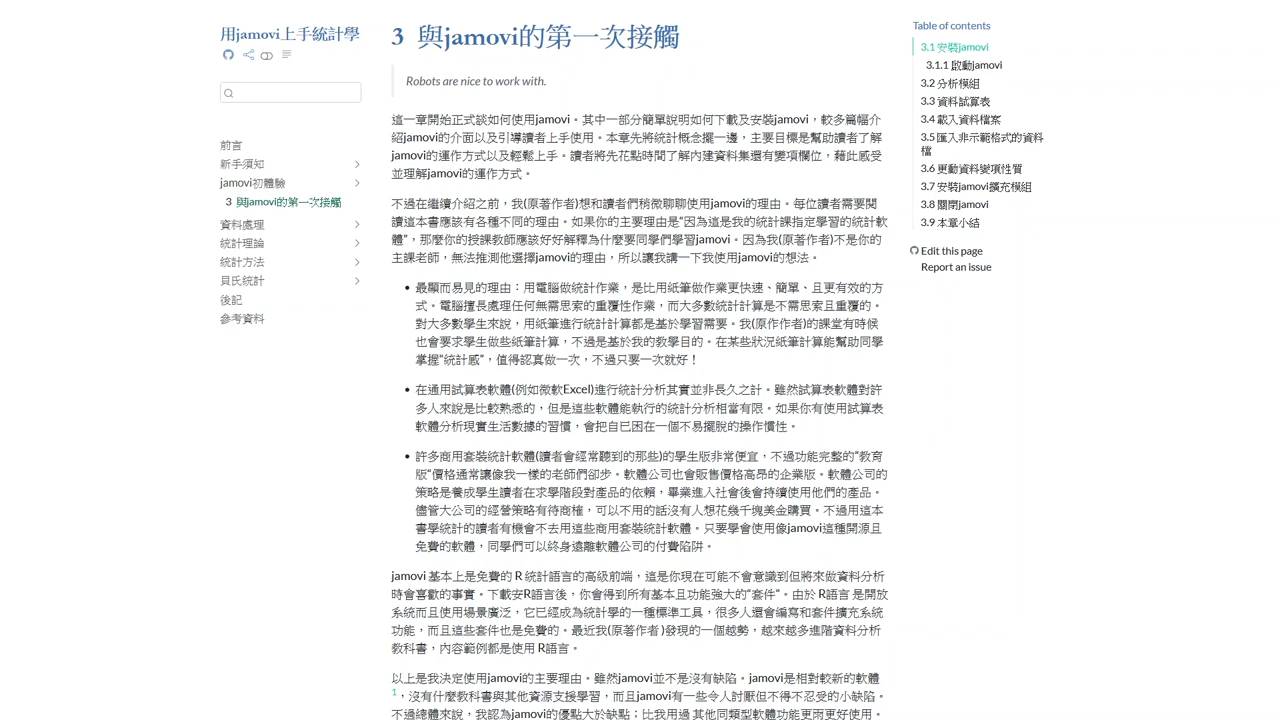 用jamovi上手統計學
前言
新手須知
jamovi初體驗
3 與jamovi的第一次接觸
資料處理
統計理論
統計方法
貝氏統計
後記
參考資料
3 與jamovi的第一次接觸
Robots are nice to work with.
這一章開始正式談如何使用jamovi。其中一部分簡單說明如何下載及安裝jamovi，較多篇幅介
紹jamovi的介面以及引導讀者上手使用。本章先將統計概念擺一邊，主要目標是幫助讀者了解
jamovi的運作方式以及輕鬆上手。讀者將先花點時間了解內建資料集還有變項欄位，藉此感受
並理解jamovi的運作方式。
不過在繼續介紹之前，我(原著作者)想和讀者們稍微聊聊使用jamovi的理由。每位讀者需要閱
讀這本書應該有各種不同的理由。如果你的主要理由是“因為這是我的統計課指定學習的統計軟
體”，那麼你的授課教師應該好好解釋為什麼要同學們學習jamovi。因為我(原著作者)不是你的
主課老師，無法推測他選擇jamovi的理由，所以讓我講一下我使用jamovi的想法。
• 最顯而易見的理由：用電腦做統計作業，是比用紙筆做作業更快速、簡單、且更有效的方
式。電腦擅長處理任何無需思索的重覆性作業，而大多數統計計算是不需思索且重覆的。
對大多數學生來說，用紙筆進行統計計算都是基於學習需要。我(原作作者)的課堂有時候
也會要求學生做些紙筆計算，不過是基於我的教學目的。在某些狀況紙筆計算能幫助同學
掌握“統計感”，值得認真做一次，不過只要一次就好！
• 在通用試算表軟體(例如微軟Excel)進行統計分析其實並非長久之計。雖然試算表軟體對許
多人來說是比較熟悉的，但是這些軟體能執行的統計分析相當有限。如果你有使用試算表
軟體分析現實生活數據的習慣，會把自已困在一個不易擺脫的操作慣性。
• 許多商用套裝統計軟體(讀者會經常聽到的那些)的學生版非常便宜，不過功能完整的“教育
版”價格通常讓像我一樣的老師們卻步。軟體公司也會販售價格高昂的企業版。軟體公司的
策略是養成學生讀者在求學階段對產品的依賴，畢業進入社會後會持續使用他們的產品。
儘管大公司的經營策略有待商榷，可以不用的話沒有人想花幾千塊美金購買。不過用這本
書學統計的讀者有機會不去用這些商用套裝統計軟體。只要學會使用像jamovi這種開源且
免費的軟體，同學們可以終身遠離軟體公司的付費陷阱。
jamovi 基本上是免費的 R 統計語言的高級前端，這是你現在可能不會意識到但將來做資料分析
時會喜歡的事實。下載安R語言後，你會得到所有基本且功能強大的“套件”。由於 R語言 是開放
系統而且使用場景廣泛，它已經成為統計學的一種標準工具，很多人還會編寫和套件擴充系統
功能，而且這些套件也是免費的。最近我(原著作者 )發現的一個越勢，越來越多進階資料分析
教科書，內容範例都是使用 R語言。
以上是我決定使用jamovi的主要理由。雖然jamovi並不是沒有缺陷。jamovi是相對較新的軟體
1，沒有什麼教科書與其他資源支援學習，而且jamovi有一些令人討厭但不得不忍受的小缺陷。
不過總體來說，我認為jamovi的優點大於缺點；比我用過 其他同類型軟體功能更雨更好使用。
Table of contents
3.1 安裝jamovi
3.1.1 啟動jamovi
3.2 分析模組
3.3 資料試算表
3.4 載入資料檔案
3.5 匯入非示範格式的資料
檔
3.6 更動資料變項性質
3.7 安裝jamovi擴充模組
3.8 關閉jamovi
3.9 本章小結
Edit this page
Report an issue